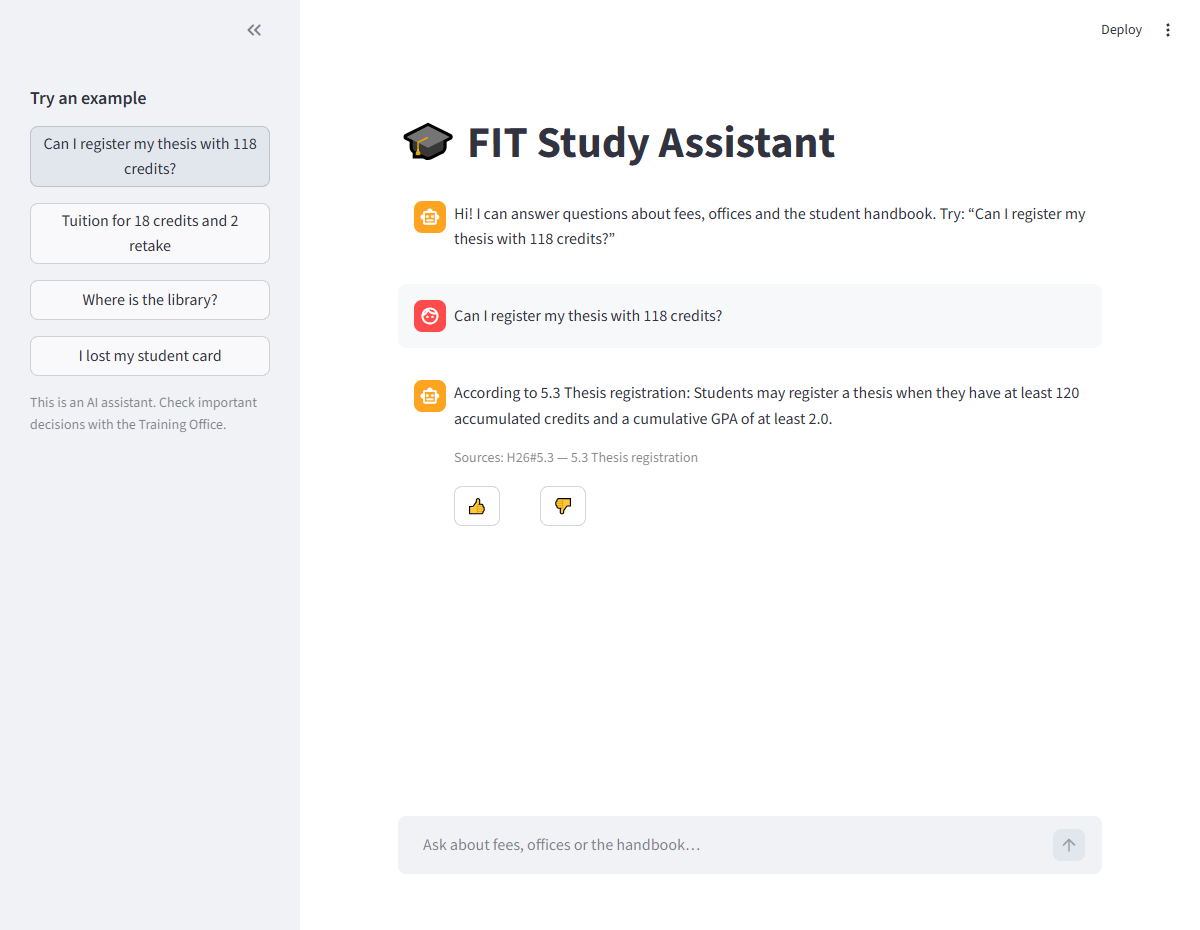 Deploy
Try an example
Can I register my thesis with 118
credits?
Tuition for 18 credits and 2
retake
Where is the library?
I lost my student card
This is an AI assistant. Check important
decisions with the Training Office.
FIT Study Assistant
Hi! I can answer questions about fees, offices and the student handbook. Try: “Can I register my
thesis with 118 credits?”
Can I register my thesis with 118 credits?
According to 5.3 Thesis registration: Students may register a thesis when they have at least 120
accumulated credits and a cumulative GPA of at least 2.0.
Sources: H26#5.3 — 5.3 Thesis registration
Ask about fees, offices or the handbook…